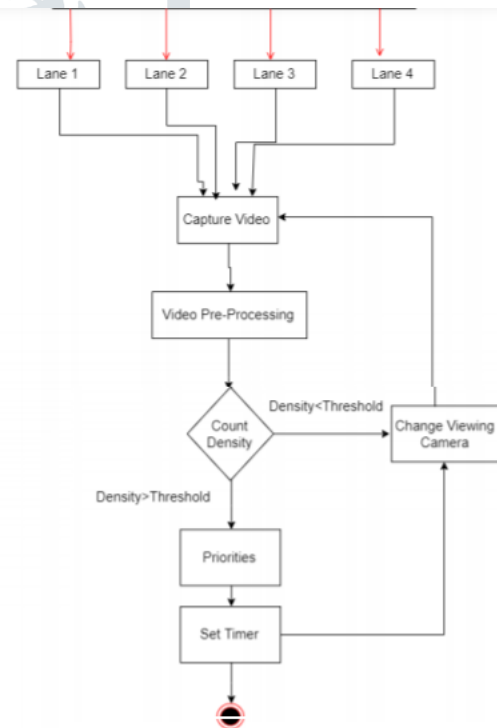 Lane 1
Lane 2
Lane 3
Lane 4
Capture Video
Video Pre-Processing
Density<Threshold
Count
Density
Change Viewing
Camera
Density>Threshold
Priorities
Set Timer